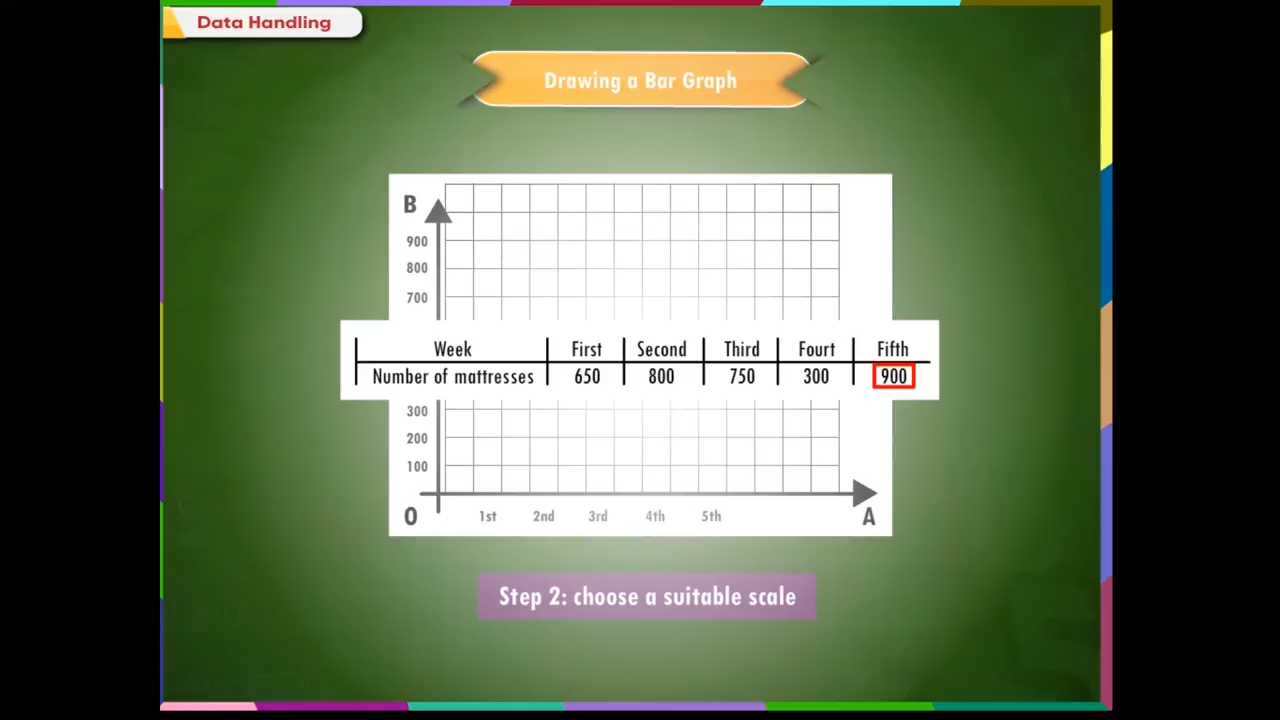 Data Handling
Drawing a Bar Graph
B
900
800
700
Week First Second Third Fourt Fifth
Number of mattresses 650 800 750 300 900
300
200
100
O 1st 2nd 3rd 4th 5th A
Step 2: choose a suitable scale